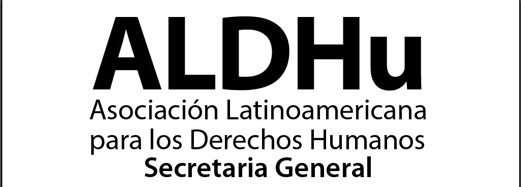 ALDHu
Asociación Latinoamericana
para los Derechos Humanos
Secretaria General